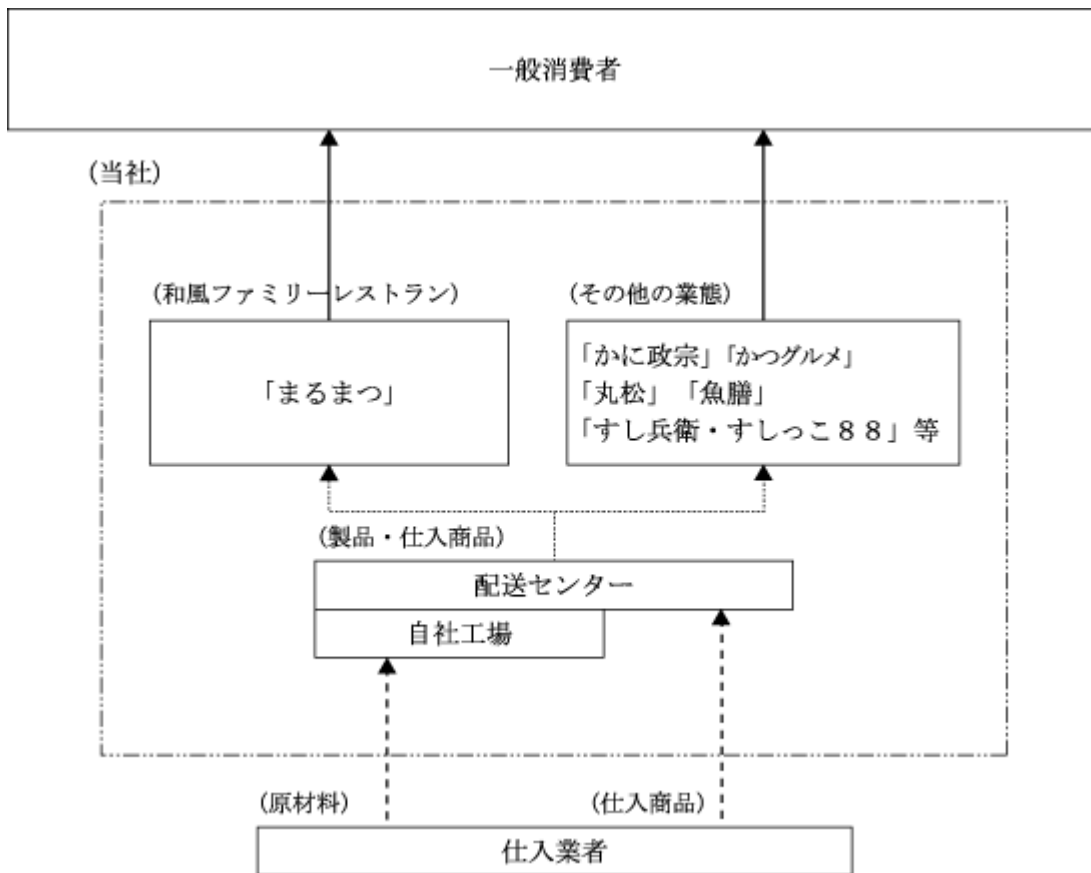 一般消費者
(当社)
(和風ファミリーレストラン)
(その他の業態)
「まるまつ」
「かに政宗」「かつグルメ」
「丸松」 「魚膳」
「すし兵衛・すしっこ88」等
(製品・仕入商品)
配送センター
自社工場
(原材料)
(仕入商品)
仕入業者